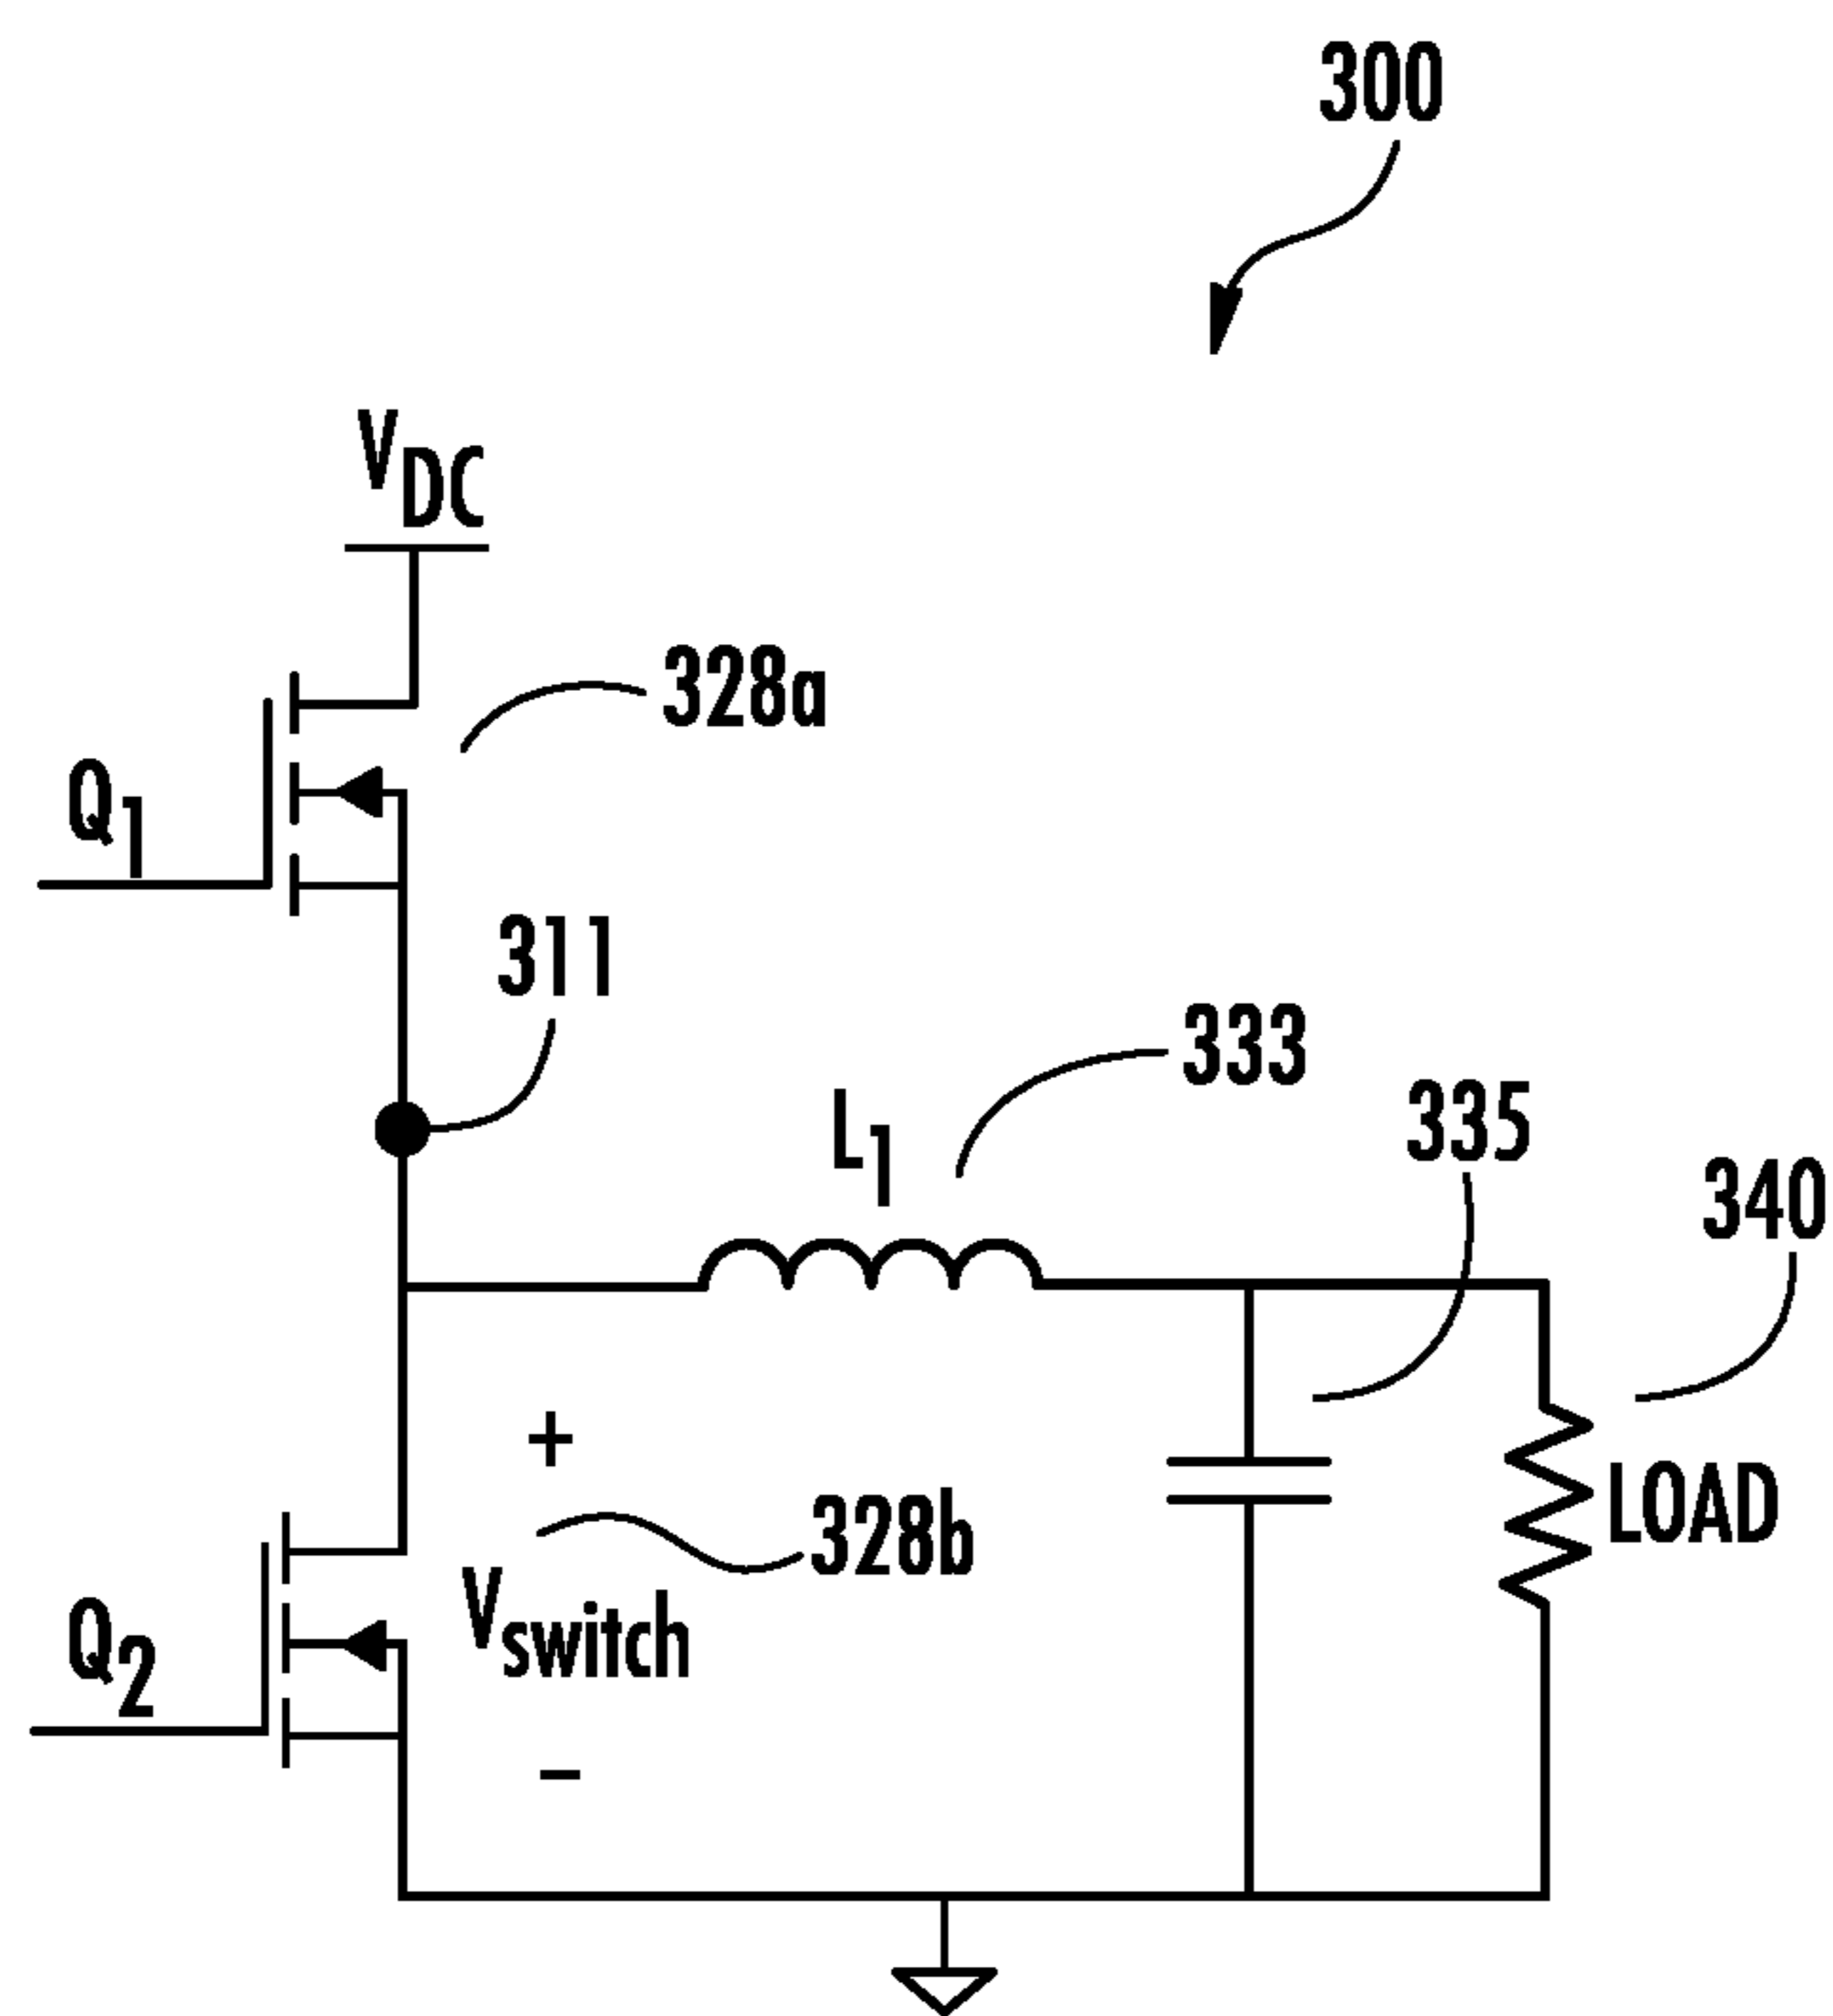 300
VDC
328a
Q1
311
333
L1
335
340
+
328b
LOAD
Vswitch
Q2
–